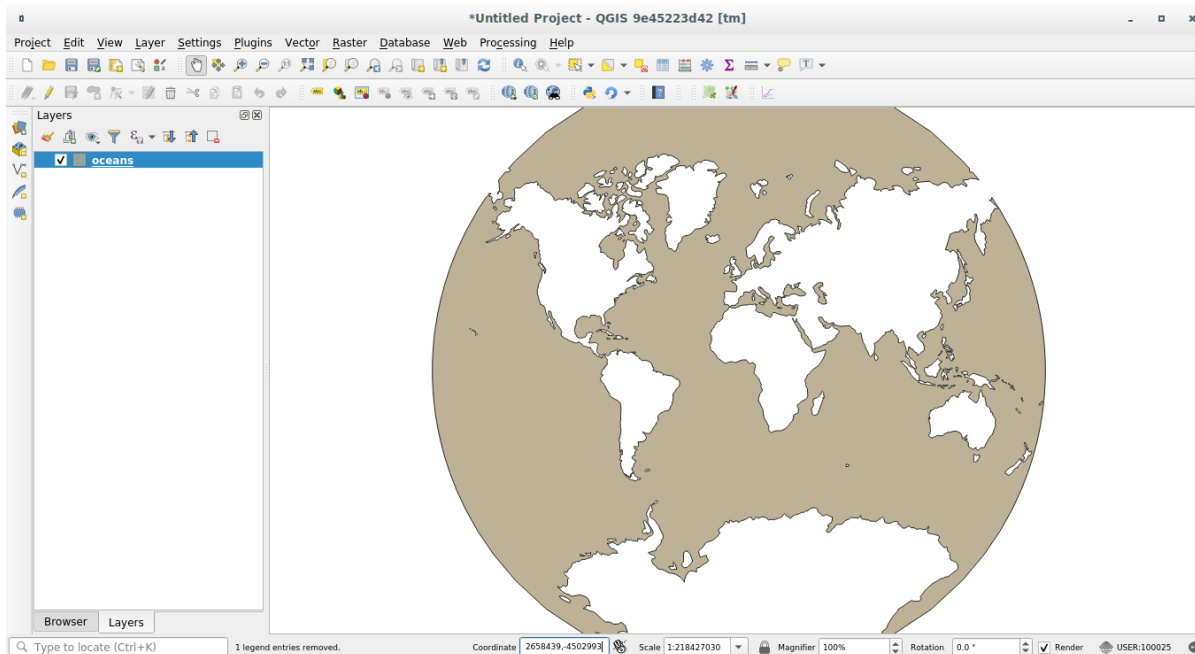 *Untitled Project - QGIS 9e45223d42 [tm]
Project Edit View Layer Settings Plugins Vector Raster Database Web Processing Help
Layers
oceans
Browser Layers
Type to locate (Ctrl+K) 1 legend entries removed. Coordinate 2658439,-4502993 Scale 1:218427030 Magnifier 100% Rotation 0.0 ° Render USER:100025